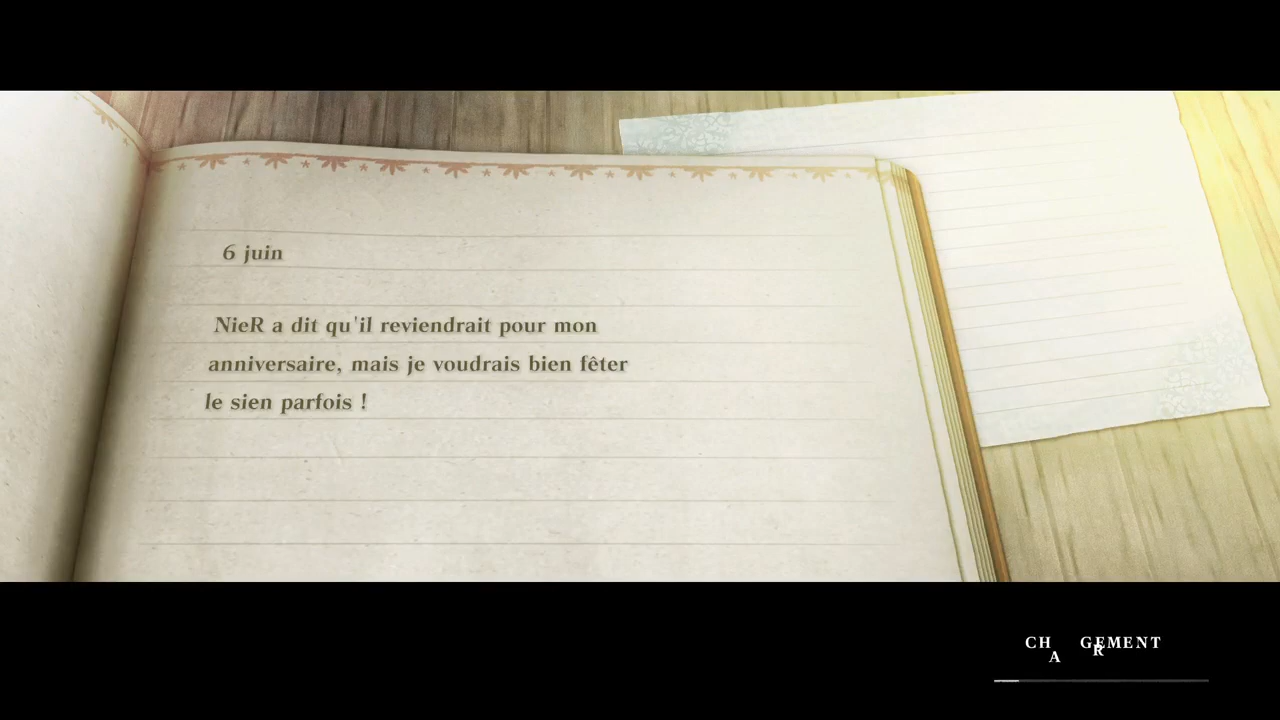 6 juin
NieR a dit qu'il reviendrait pour mon
anniversaire, mais je voudrais bien fêter
le sien parfois !
CHARGEMENT